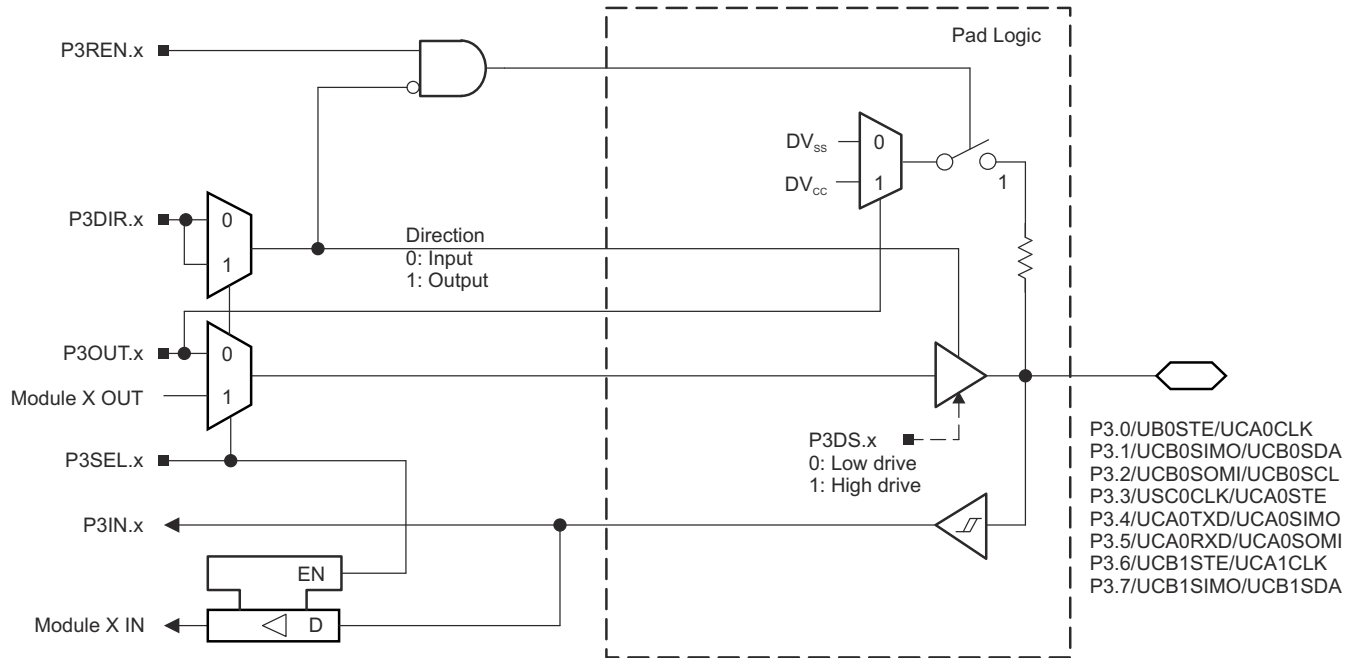 Pad Logic
P3REN.x
DVSS
0
DVCC
1
1
P3DIR.x
0
1
Direction
0: Input
1: Output
P3OUT.x
0
Module X OUT
1
P3DS.x
0: Low drive
1: High drive
P3SEL.x
P3IN.x
EN
Module X IN
D
P3.0/UB0STE/UCA0CLK
P3.1/UCB0SIMO/UCB0SDA
P3.2/UCB0SOMI/UCB0SCL
P3.3/USC0CLK/UCA0STE
P3.4/UCA0TXD/UCA0SIMO
P3.5/UCA0RXD/UCA0SOMI
P3.6/UCB1STE/UCA1CLK
P3.7/UCB1SIMO/UCB1SDA